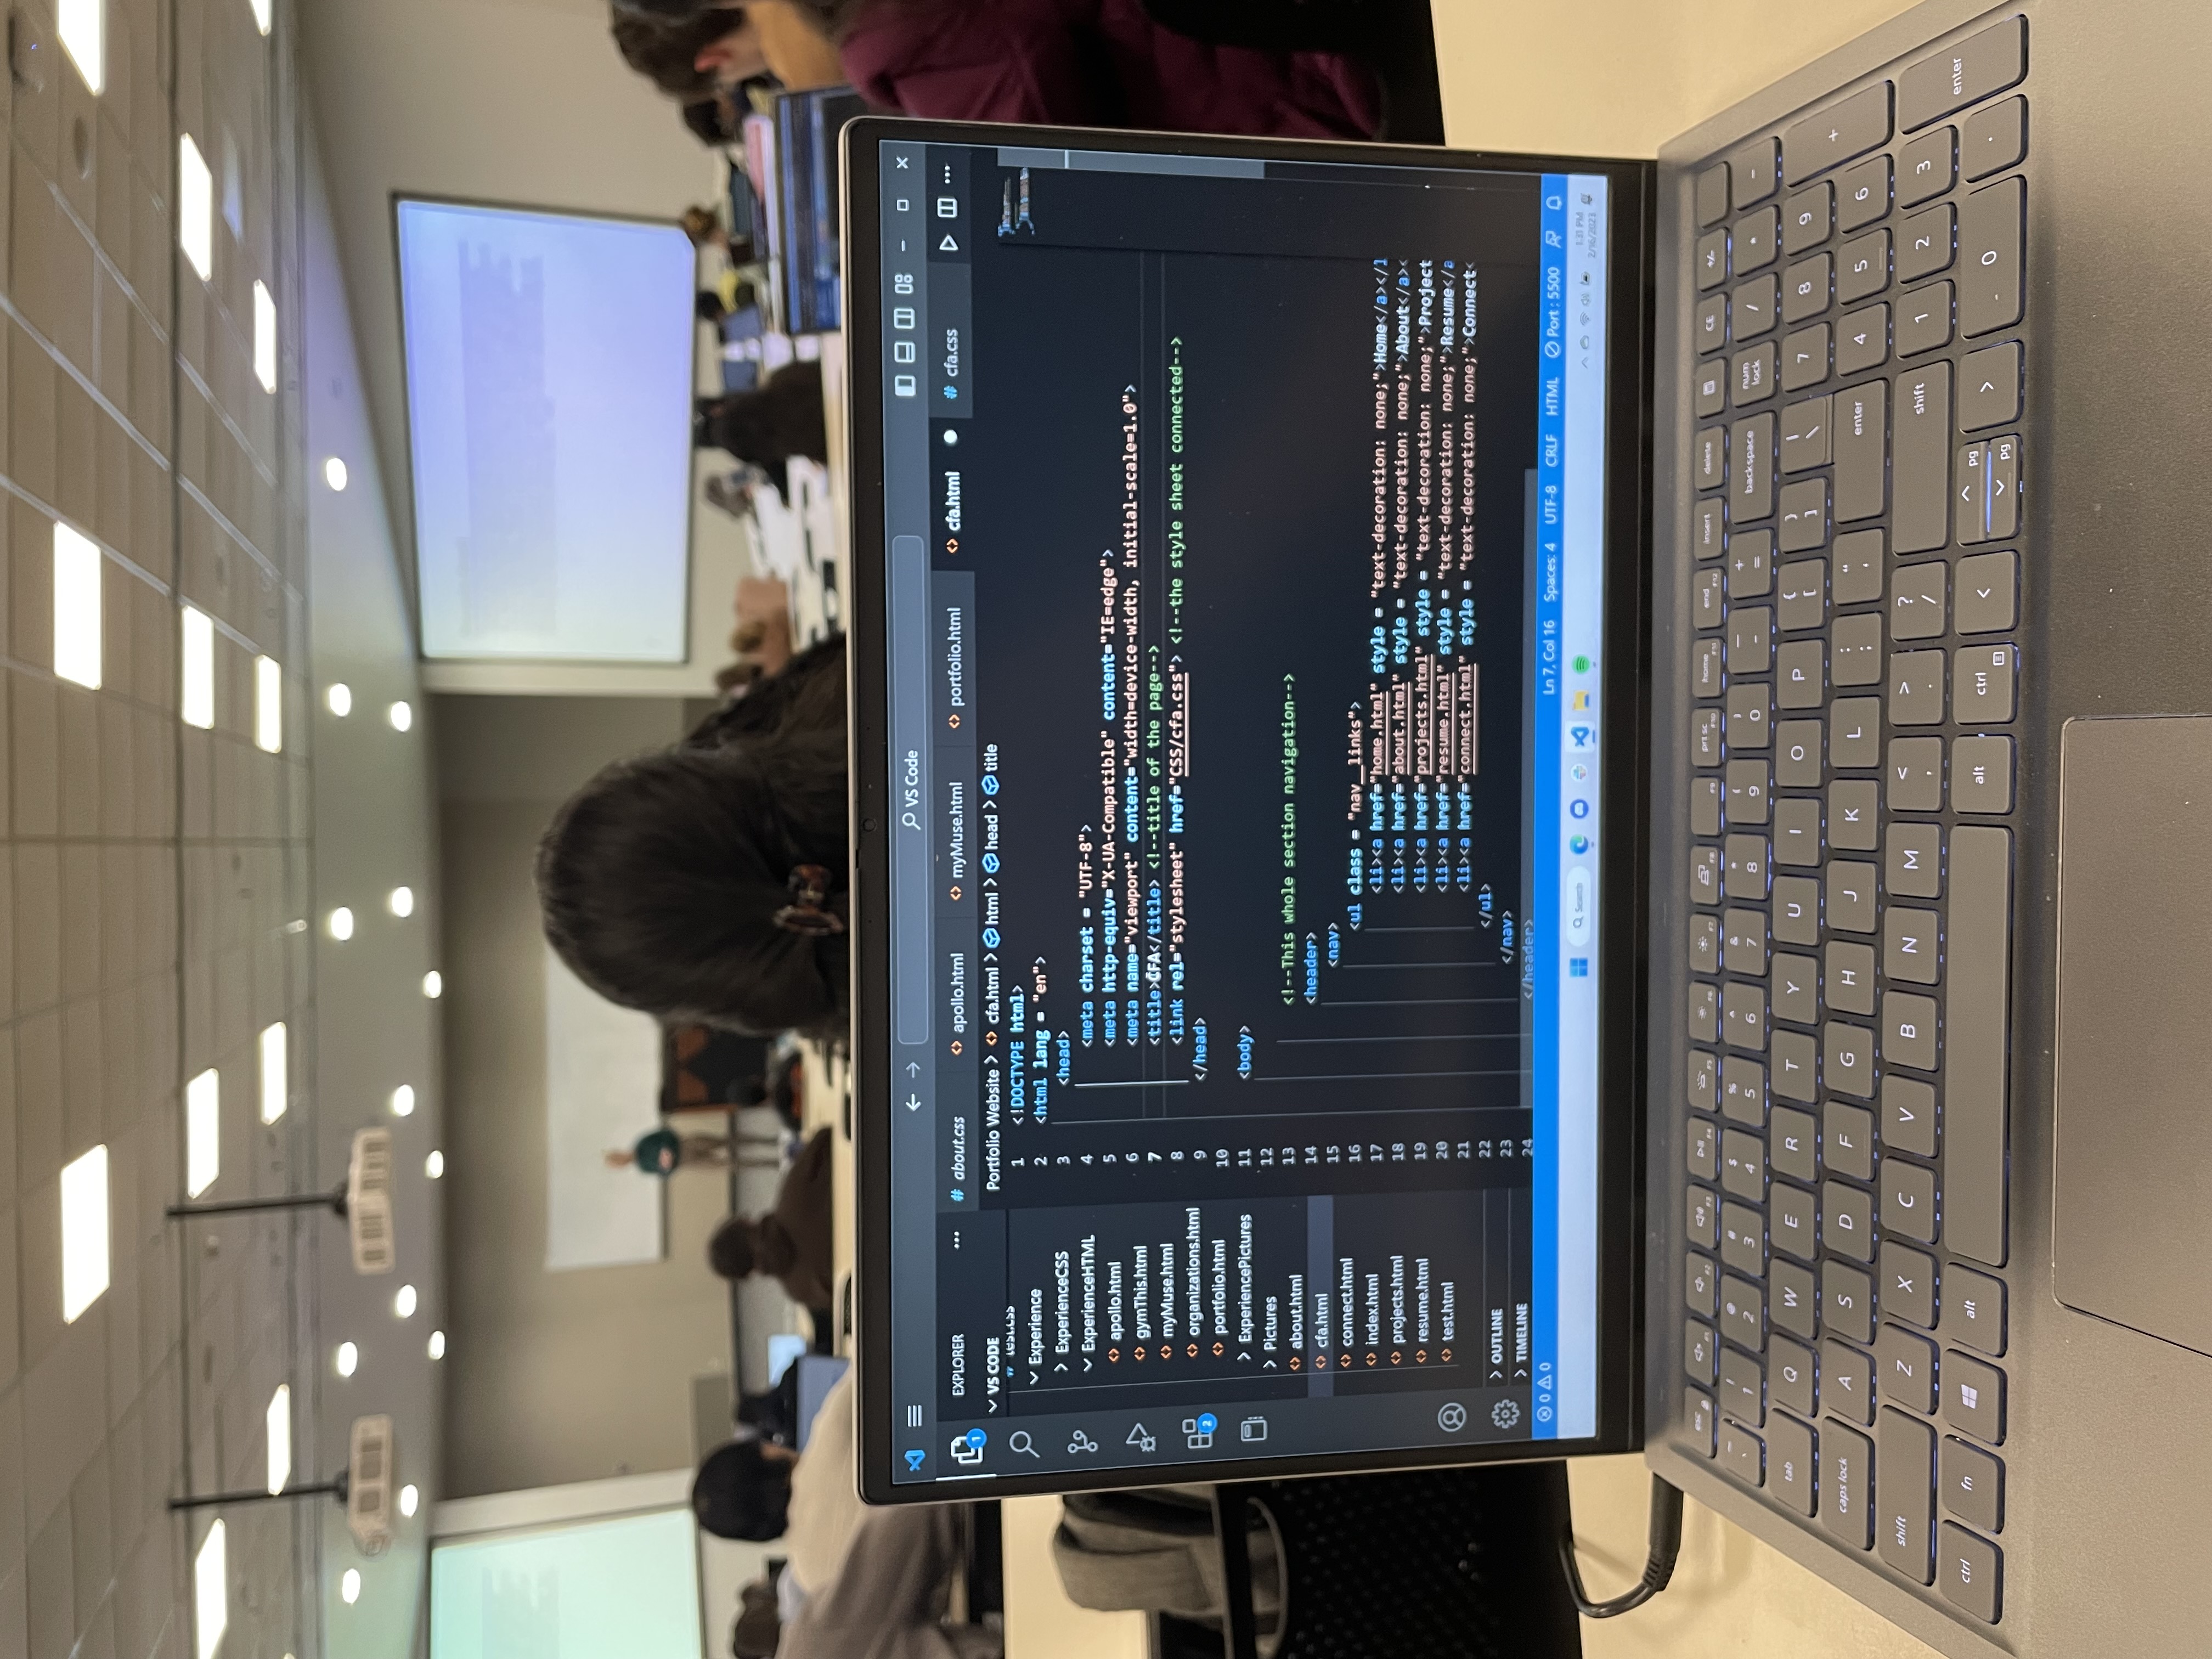 VS Code
EXPLORER
about.css
apollo.html
myMuse.html
portfolio.html
cfa.html
cfa.css
VS CODE
test.css
Experience
ExperienceCSS
ExperienceHTML
apollo.html
gymThis.html
myMuse.html
organizations.html
portfolio.html
ExperiencePictures
Pictures
about.html
cfa.html
connect.html
index.html
projects.html
resume.html
test.html
OUTLINE
TIMELINE
1
2
Portfolio Website > cfa.html > html > head > title
1 <!DOCTYPE html>
2 <html lang = "en">
3 <head>
4 <meta charset = "UTF-8">
5 <meta http-equiv="X-UA-Compatible" content="IE=edge">
6 <meta name="viewport" content="width=device-width, initial-scale=1.0">
7 <title>CFA</title> <!--title of the page-->
8 <link rel="stylesheet" href="CSS/cfa.css"> <!--the style sheet connected-->
9 </head>
10
11 <body>
12
13 <!--This whole section navigation-->
14 <header>
15 <nav>
16 <ul class = "nav__links">
17 <li><a href="home.html" style = "text-decoration: none;">Home</a></l
18 <li><a href="about.html" style = "text-decoration: none;">About</a><
19 <li><a href="projects.html" style = "text-decoration: none;">Project
20 <li><a href="resume.html" style = "text-decoration: none;">Resume</a
21 <li><a href="connect.html" style = "text-decoration: none;">Connect<
22 </ul>
23 </nav>
24 </header>
0 0
Ln 7, Col 16 Spaces: 4 UTF-8 CRLF HTML Port : 5500
Search
1:31 PM
2/16/2023
esc F1 F2 F3 F4 F5 F6 F7 F8 F9 prt sc F10 home F11 end F12 insert delete CE +/-
~ ` ! 1 @ 2 # 3 $ 4 % 5 ^ 6 & 7 * 8 ( 9 ) 0 _ - + = backspace num lock / * -
tab Q W E R T Y U I O P { [ } ] | \ 7 8 9 +
caps lock A S D F G H J K L : ; " ' enter 4 5 6
shift Z X C V B N M < , > . ? / shift 1 2 3 enter
ctrl fn alt alt ctrl < pg pg > 0 .